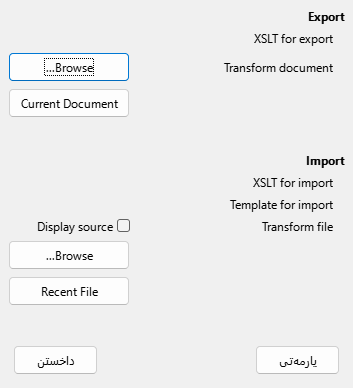 Export
XSLT for export
Transform document
...Browse
Current Document
Import
XSLT for import
Template for import
Transform file
Display source
...Browse
Recent File
یارمەتی
داخستن